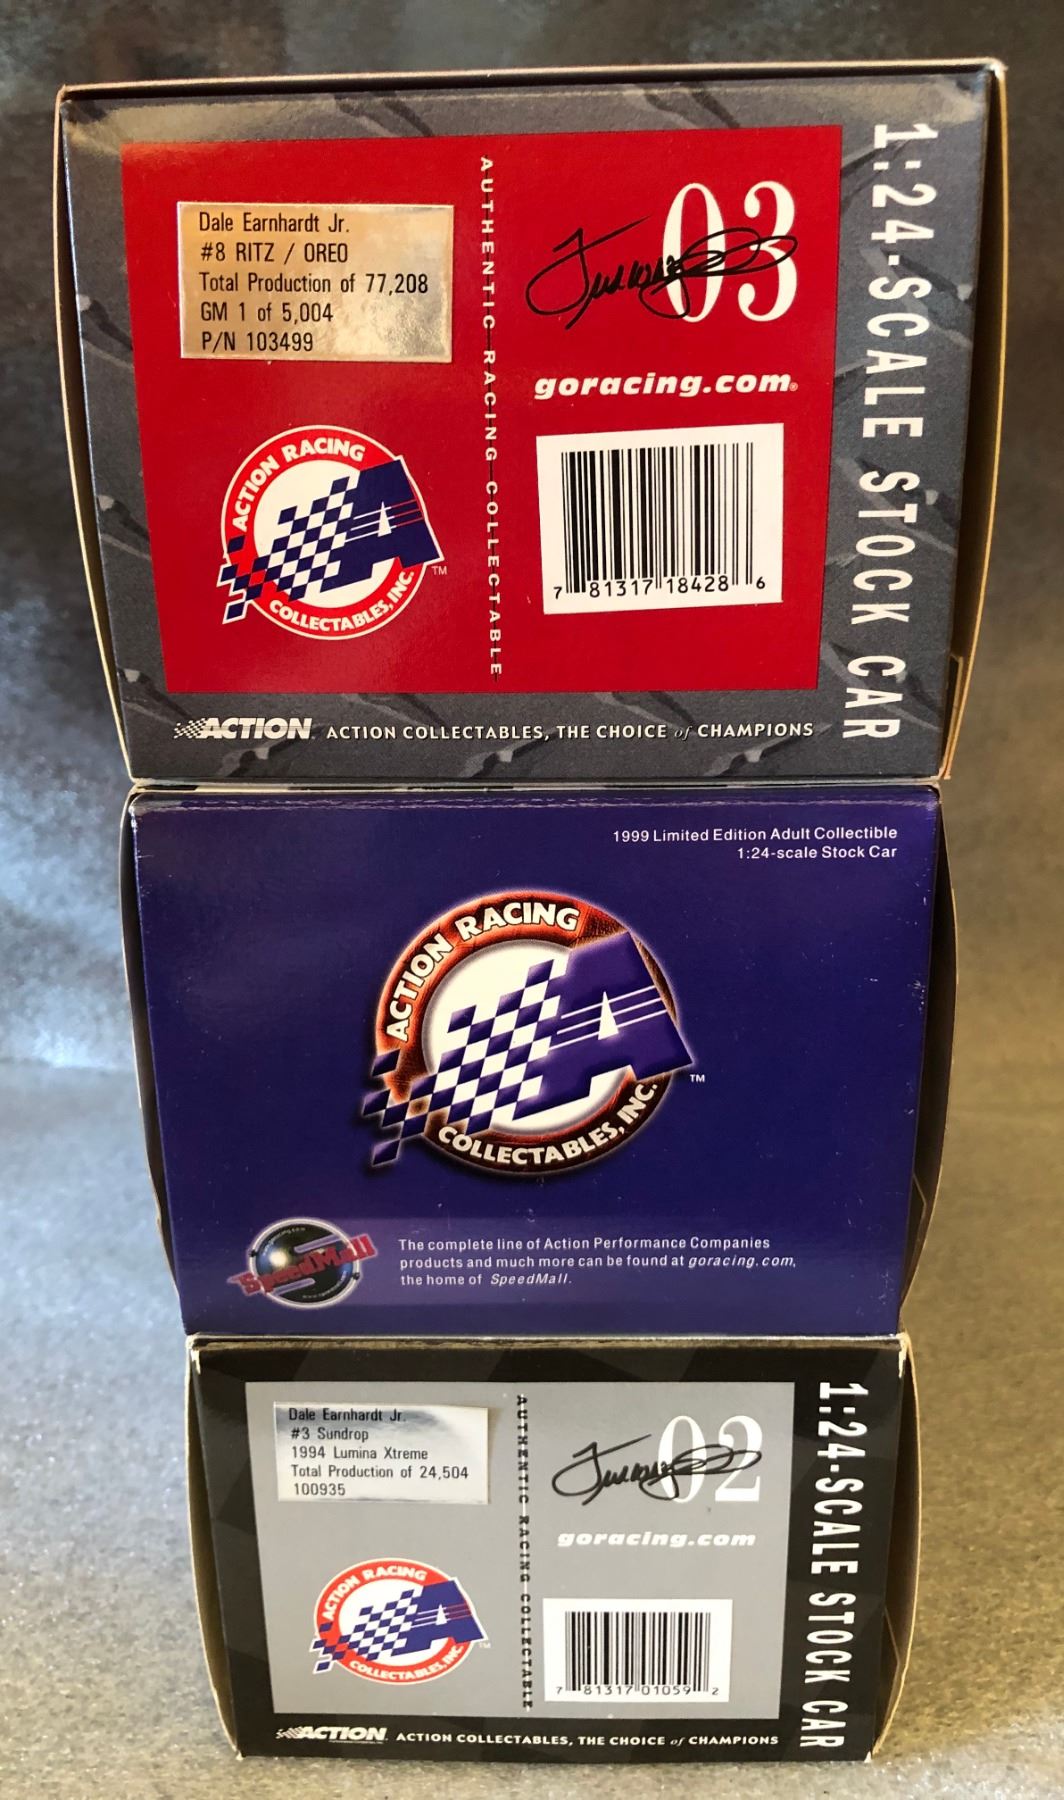 Dale Earnhardt Jr.
#8 RITZ / OREO
Total Production of 77,208
GM 1 of 5,004
P/N 103499
AUTHENTIC RACING COLLECTABLE
03
goracing.com®
7 81317 18428 6
ACTION RACING
A
TM
COLLECTABLES, INC.
ACTION ACTION COLLECTABLES, THE CHOICE of CHAMPIONS
1:24-SCALE STOCK CAR
1999 Limited Edition Adult Collectible
1:24-scale Stock Car
ACTION RACING
A
TM
COLLECTABLES, INC.
SpeedMall
The complete line of Action Performance Companies
products and much more can be found at goracing.com,
the home of SpeedMall.
Dale Earnhardt Jr.
#3 Sundrop
1994 Lumina Xtreme
Total Production of 24,504
100935
AUTHENTIC RACING COLLECTABLE
02
goracing.com
7 81317 01059 2
ACTION RACING
A
TM
COLLECTABLES, INC.
ACTION ACTION COLLECTABLES, THE CHOICE of CHAMPIONS
1:24-SCALE STOCK CAR